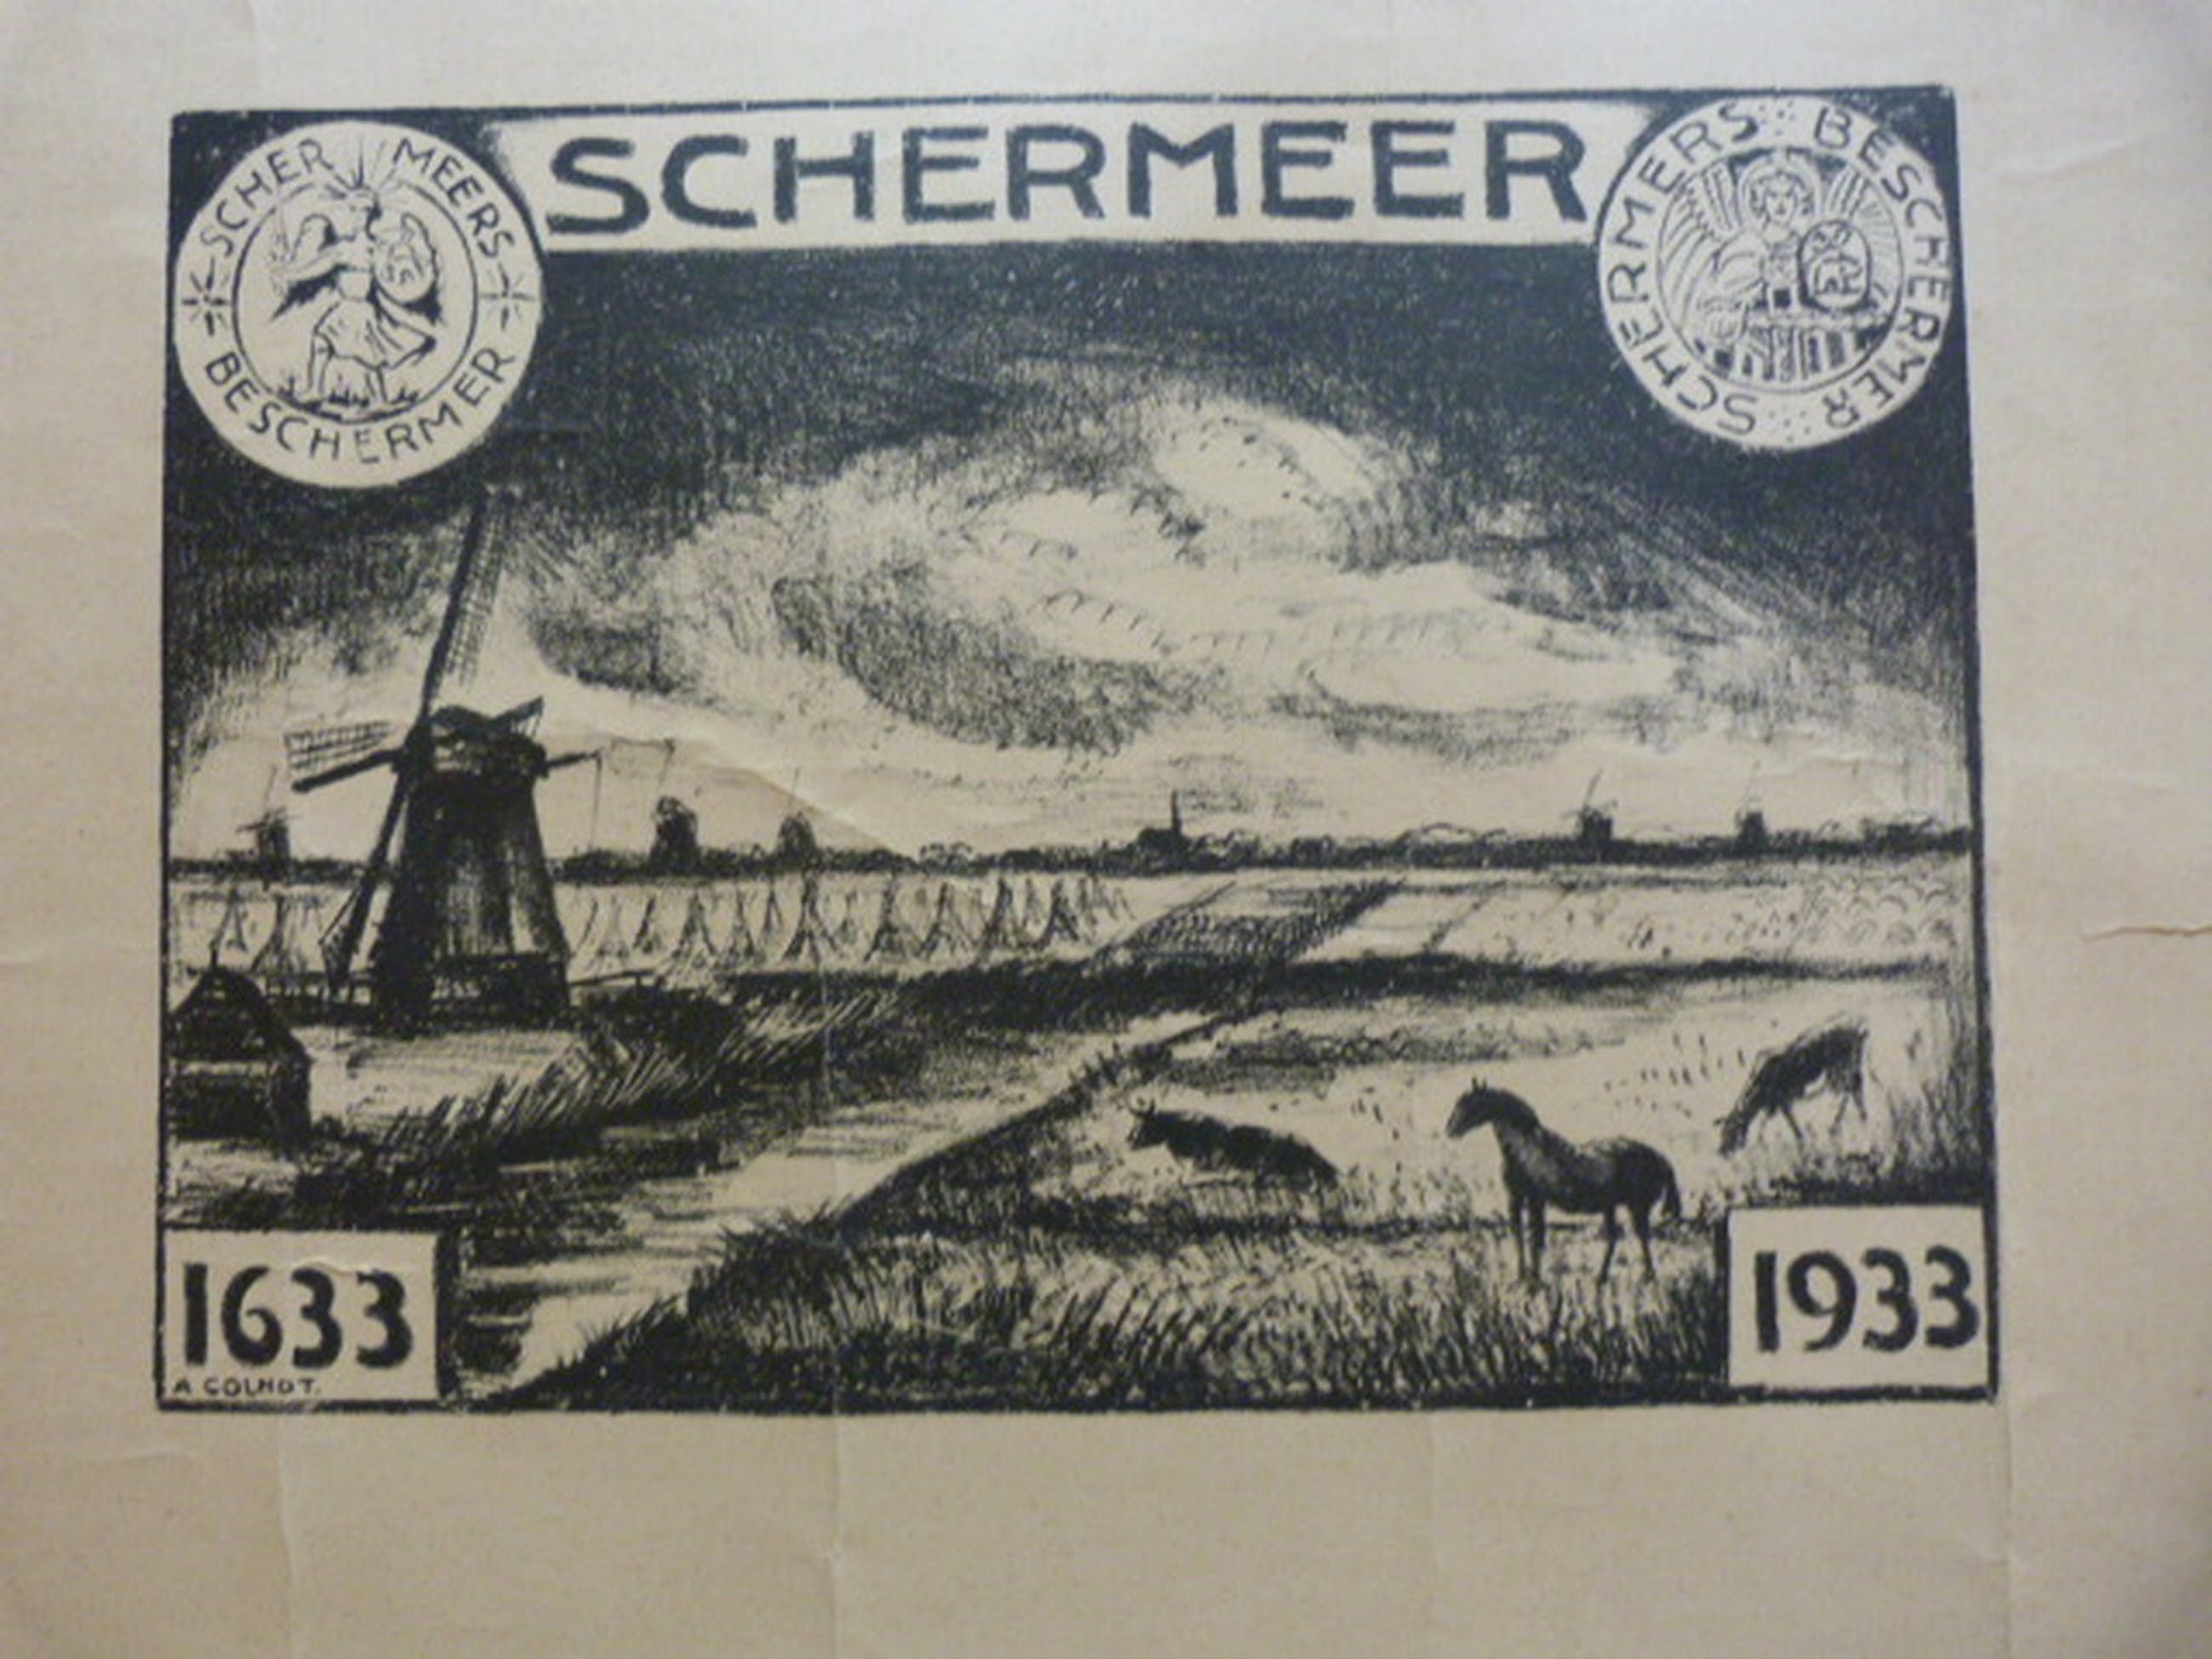 SCHERMEER
SCHER MEERS
BESCHERMER
SCHERMERS BESCHERMER
1633
1933
A COLNOT.